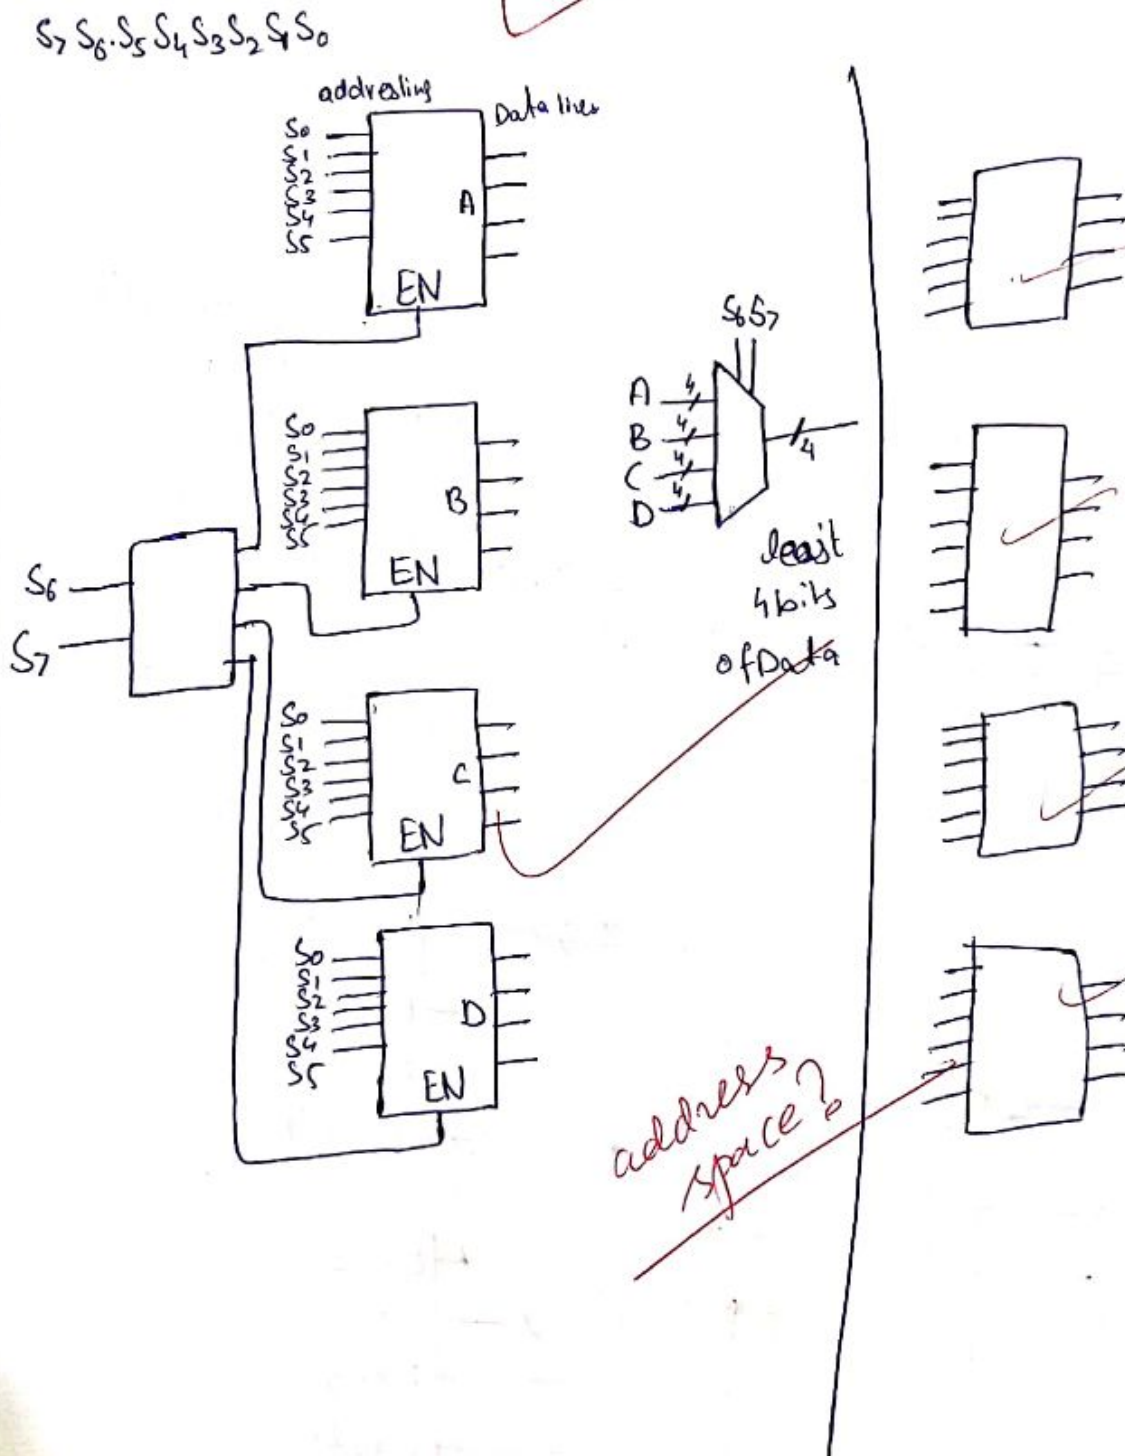 S7 S6.S5 S4 S3 S2 S1 S0
addressing
Data lines
S0
S1
S2
S3
S4
S5
A
EN
S0
S1
S2
S3
S4
S5
B
EN
S6
S7
S6 S7
A 4
B 4
C 4
D 4
4
least
4 bits
of Data
S0
S1
S2
S3
S4
S5
C
EN
S0
S1
S2
S3
S4
S5
D
EN
address
space?